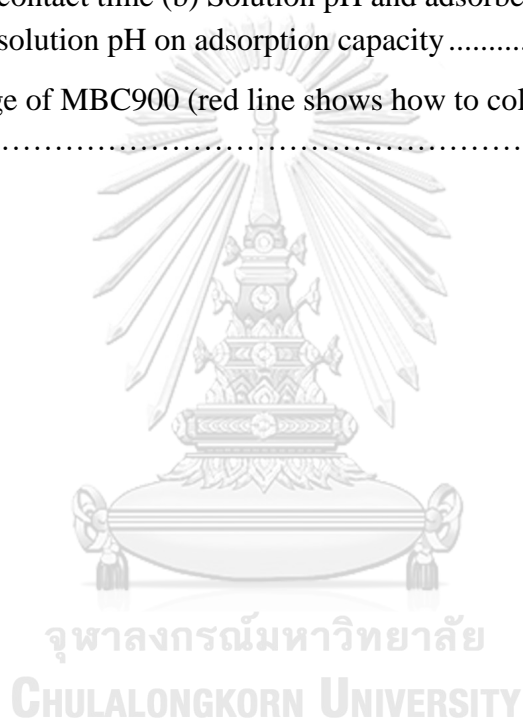 contact time (b) Solution pH and adsorbe
solution pH on adsorption capacity ...........
ge of MBC900 (red line shows how to col
.......................................................
จุฬาลงกรณ์มหาวิทยาลัย
CHULALONGKORN UNIVERSITY